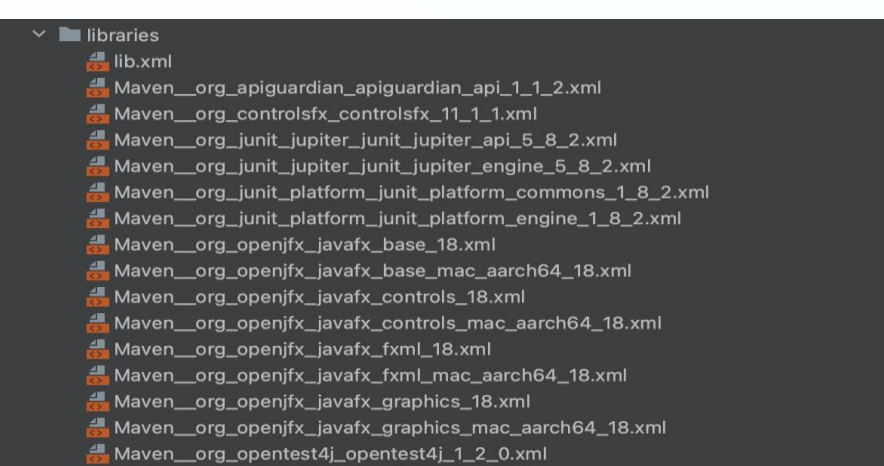 libraries
lib.xml
Maven__org_apiguardian_apiguardian_api_1_1_2.xml
Maven__org_controlsfx_controlsfx_11_1_1.xml
Maven__org_junit_jupiter_junit_jupiter_api_5_8_2.xml
Maven__org_junit_jupiter_junit_jupiter_engine_5_8_2.xml
Maven__org_junit_platform_junit_platform_commons_1_8_2.xml
Maven__org_junit_platform_junit_platform_engine_1_8_2.xml
Maven__org_openjfx_javafx_base_18.xml
Maven__org_openjfx_javafx_base_mac_aarch64_18.xml
Maven__org_openjfx_javafx_controls_18.xml
Maven__org_openjfx_javafx_controls_mac_aarch64_18.xml
Maven__org_openjfx_javafx_fxml_18.xml
Maven__org_openjfx_javafx_fxml_mac_aarch64_18.xml
Maven__org_openjfx_javafx_graphics_18.xml
Maven__org_openjfx_javafx_graphics_mac_aarch64_18.xml
Maven__org_opentest4j_opentest4j_1_2_0.xml